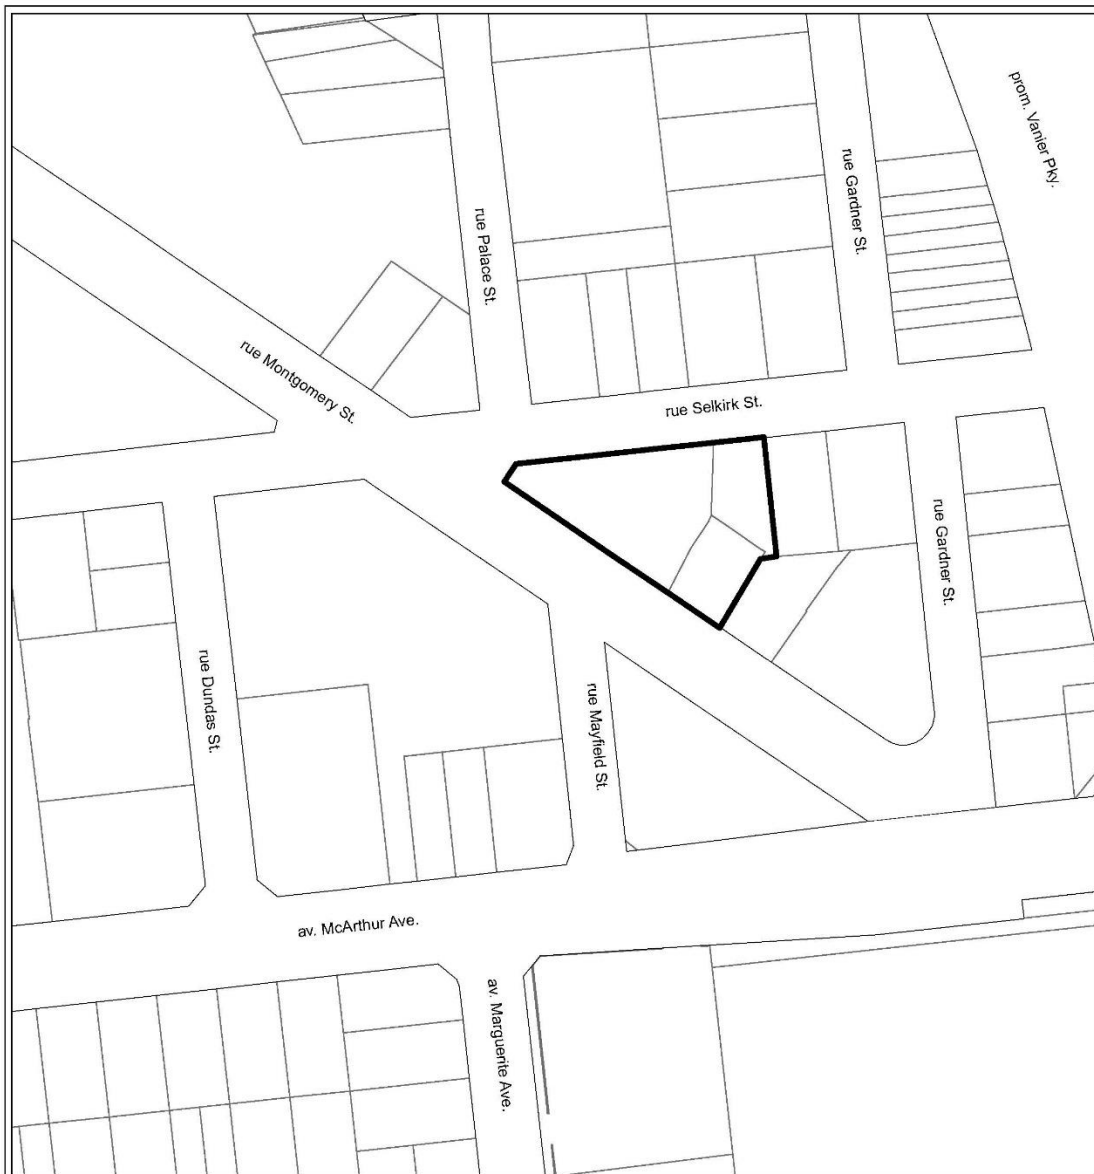 prom. Vanier Pky.
rue Gardner St.
rue Palace St.
rue Montgomery St.
rue Selkirk St.
rue Gardner St.
rue Dundas St.
rue Mayfield St.
av. McArthur Ave.
av. Marguerite Ave.